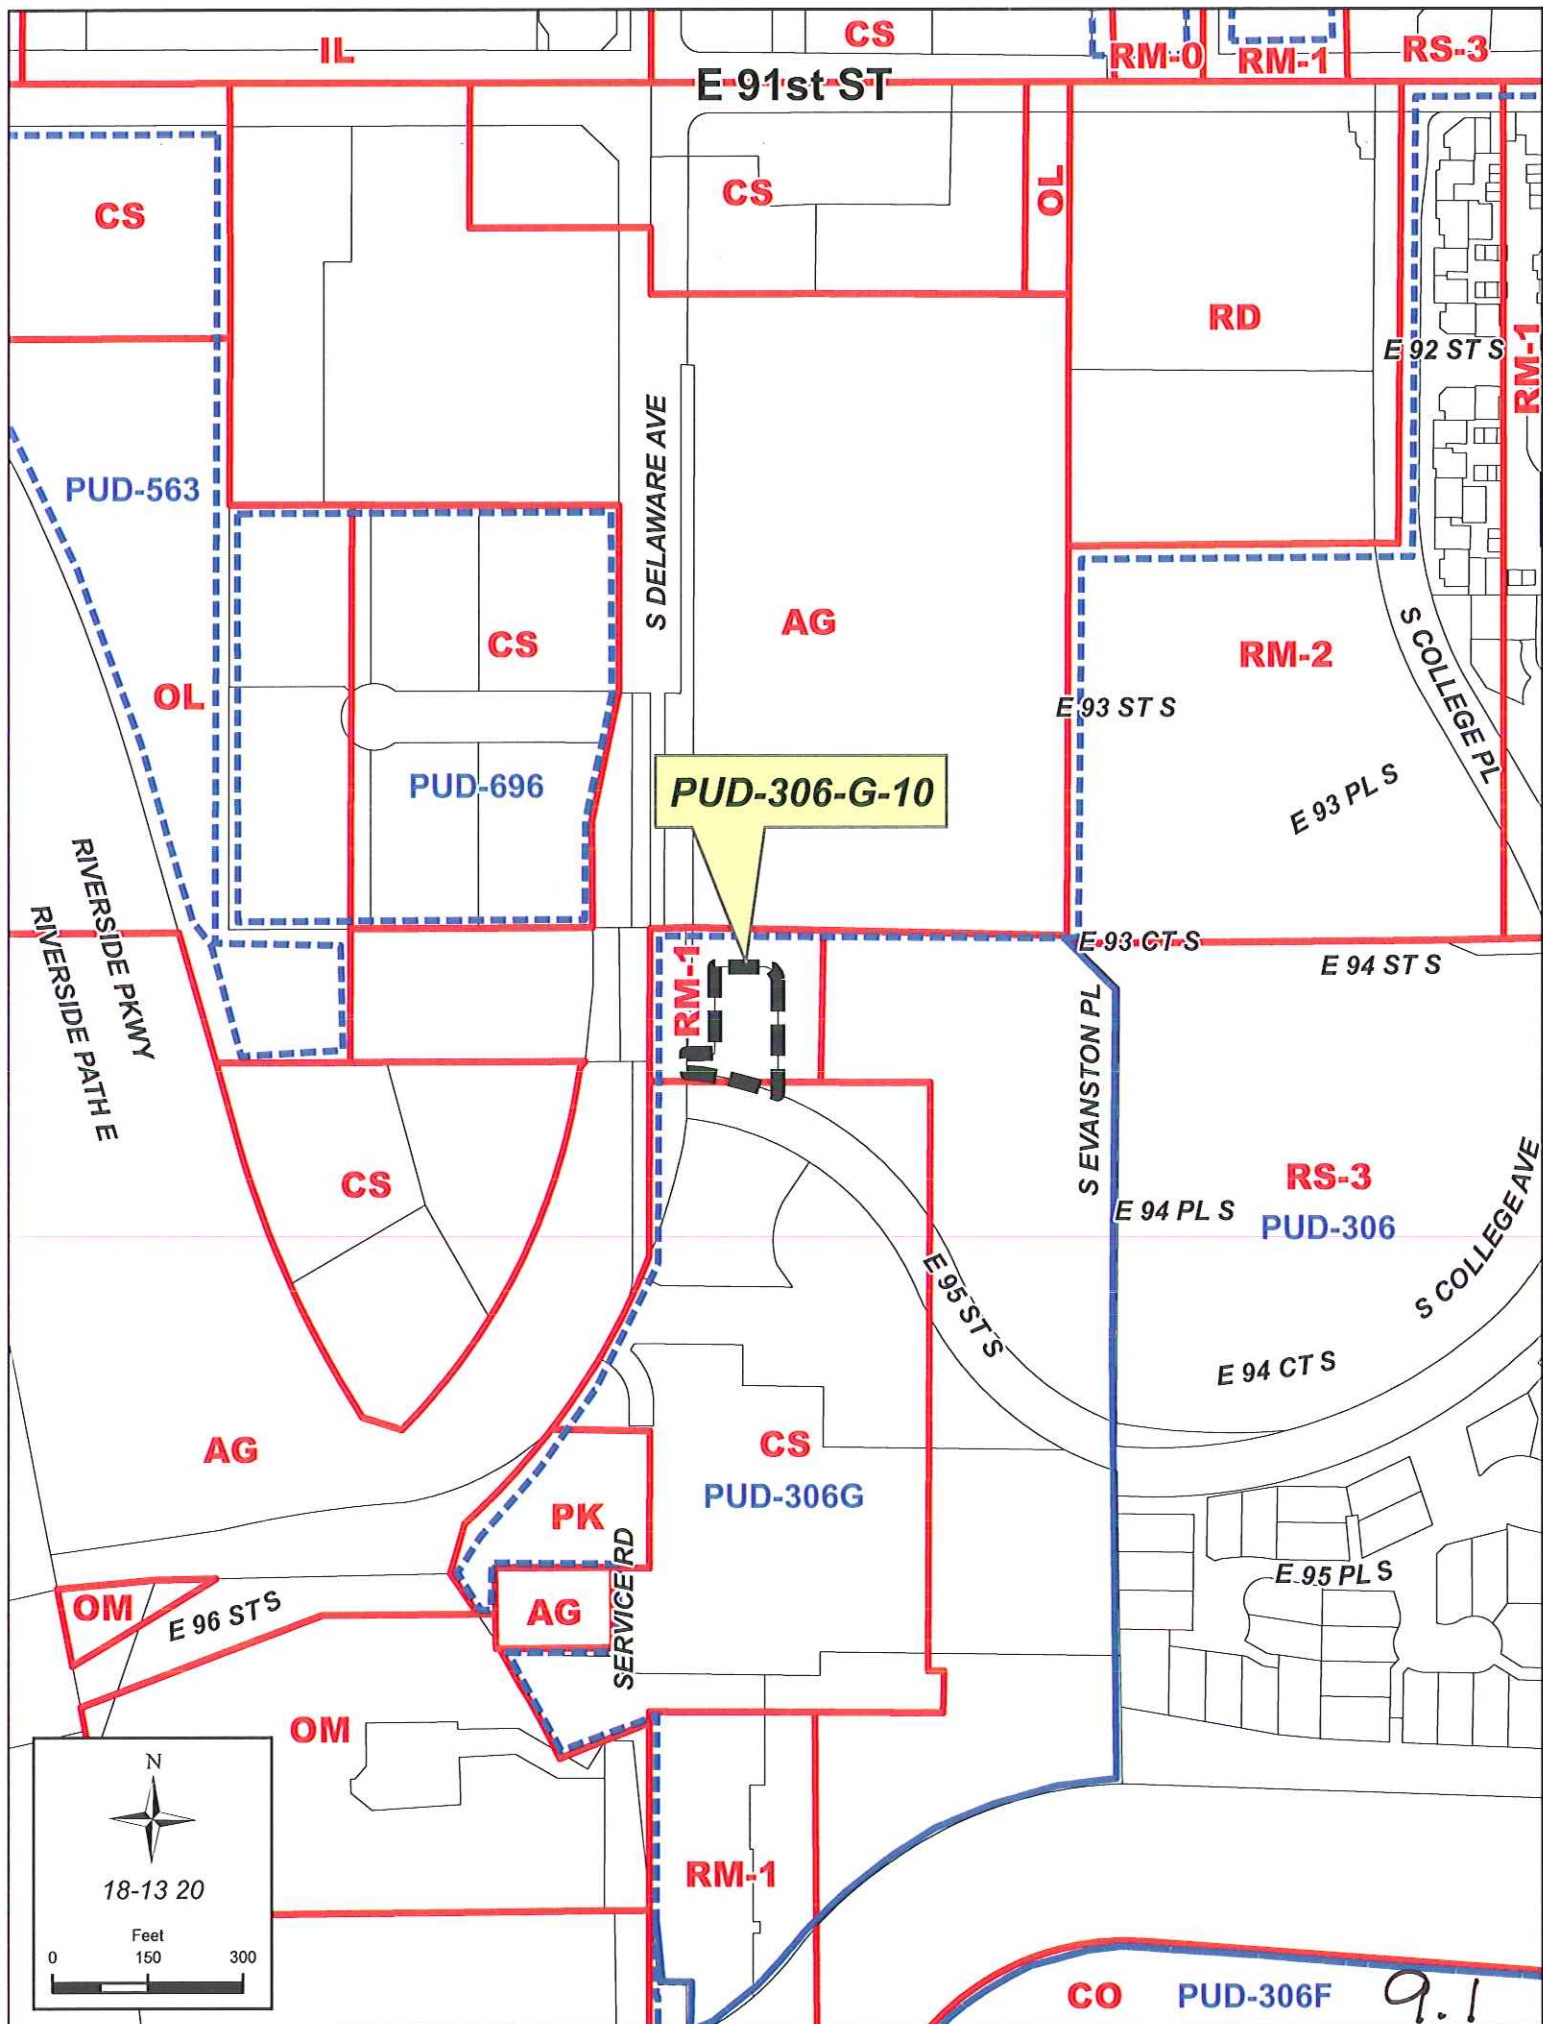 IL
CS
RM-0
RM-1
RS-3
E 91st ST
CS
CS
OL
RD
E 92 ST S
RM-1
PUD-563
S DELAWARE AVE
CS
AG
RM-2
S COLLEGE PL
OL
E 93 ST S
PUD-696
PUD-306-G-10
E 93 PL S
RIVERSIDE PKWY
RIVERSIDE PATH E
RM-1
E 93 CT S
E 94 ST S
S EVANSTON PL
CS
RS-3
E 94 PL S
PUD-306
S COLLEGE AVE
E 95 ST S
E 94 CT S
AG
CS
PUD-306G
PK
SERVICE RD
E 95 PL S
OM
E 96 ST S
AG
OM
N
18-13 20
Feet
0 150 300
RM-1
CO PUD-306F
9.1